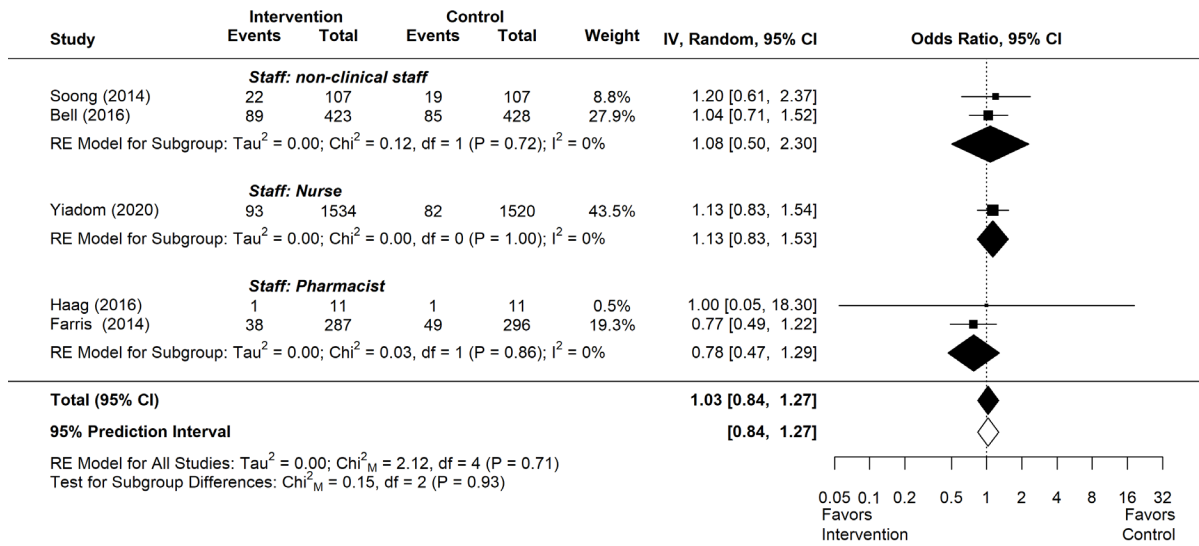 Intervention Control
Study Events Total Events Total Weight IV, Random, 95% CI Odds Ratio, 95% CI
Staff: non-clinical staff
Soong (2014) 22 107 19 107 8.8% 1.20 [0.61, 2.37]
Bell (2016) 89 423 85 428 27.9% 1.04 [0.71, 1.52]
RE Model for Subgroup: Tau² = 0.00; Chi² = 0.12, df = 1 (P = 0.72); I² = 0% 1.08 [0.50, 2.30]
Staff: Nurse
Yiadom (2020) 93 1534 82 1520 43.5% 1.13 [0.83, 1.54]
RE Model for Subgroup: Tau² = 0.00; Chi² = 0.00, df = 0 (P = 1.00); I² = 0% 1.13 [0.83, 1.53]
Staff: Pharmacist
Haag (2016) 1 11 1 11 0.5% 1.00 [0.05, 18.30]
Farris (2014) 38 287 49 296 19.3% 0.77 [0.49, 1.22]
RE Model for Subgroup: Tau² = 0.00; Chi² = 0.03, df = 1 (P = 0.86); I² = 0% 0.78 [0.47, 1.29]
Total (95% CI) 1.03 [0.84, 1.27]
95% Prediction Interval [0.84, 1.27]
RE Model for All Studies: Tau² = 0.00; Chi²M = 2.12, df = 4 (P = 0.71)
Test for Subgroup Differences: Chi²M = 0.15, df = 2 (P = 0.93)
0.05 0.1 0.2 0.5 1 2 4 8 16 32
Favors Favors
Intervention Control